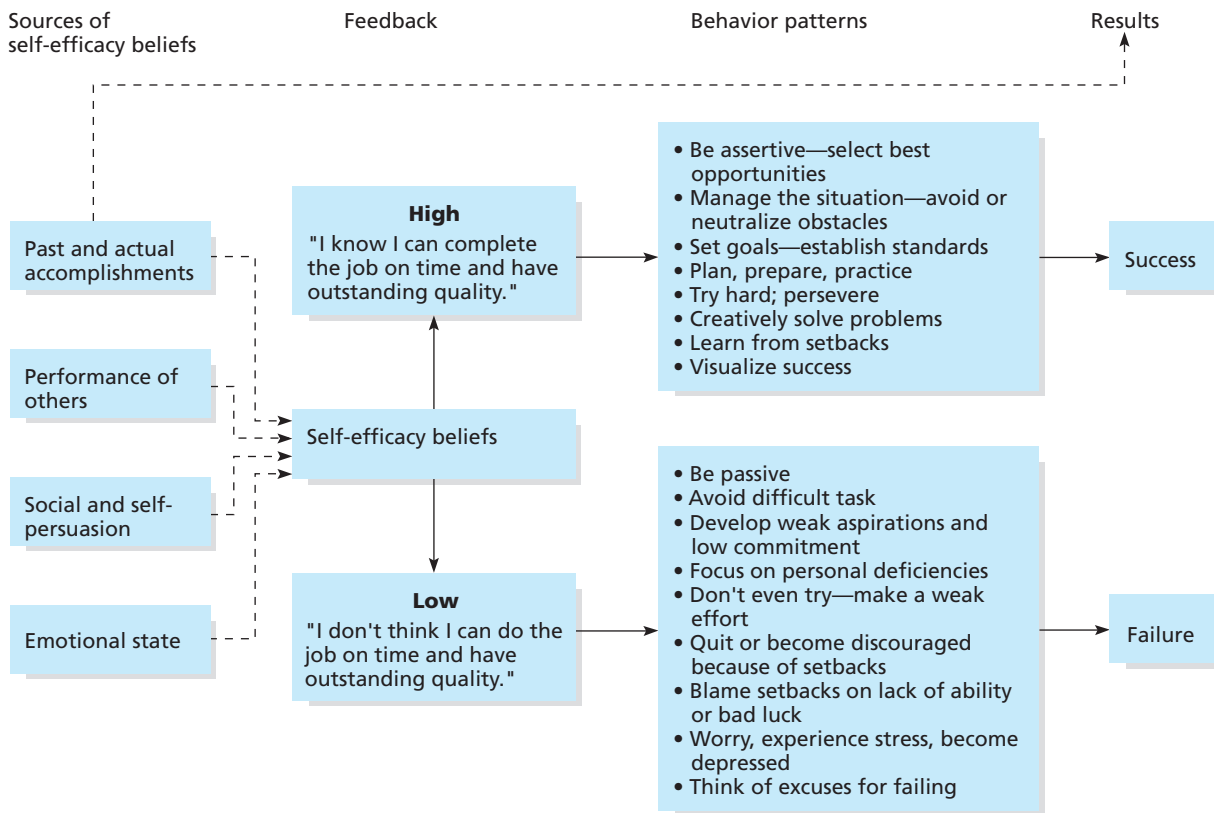 Sources of
self-efficacy beliefs
Feedback
Behavior patterns
Results
Past and actual
accomplishments
Performance of
others
Social and self-
persuasion
Emotional state
High
"I know I can complete
the job on time and have
outstanding quality."
Self-efficacy beliefs
Low
"I don't think I can do the
job on time and have
outstanding quality."
• Be assertive—select best
opportunities
• Manage the situation—avoid or
neutralize obstacles
• Set goals—establish standards
• Plan, prepare, practice
• Try hard; persevere
• Creatively solve problems
• Learn from setbacks
• Visualize success
• Be passive
• Avoid difficult task
• Develop weak aspirations and
low commitment
• Focus on personal deficiencies
• Don't even try—make a weak
effort
• Quit or become discouraged
because of setbacks
• Blame setbacks on lack of ability
or bad luck
• Worry, experience stress, become
depressed
• Think of excuses for failing
Success
Failure